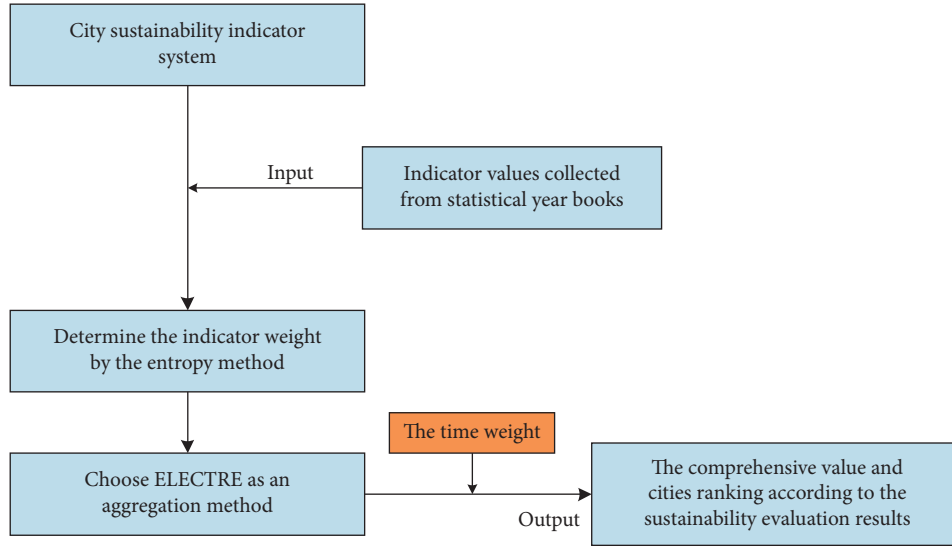 City sustainability indicator
system
Input
Indicator values collected
from statistical year books
Determine the indicator weight
by the entropy method
The time weight
Choose ELECTRE as an
aggregation method
Output
The comprehensive value and
cities ranking according to the
sustainability evaluation results